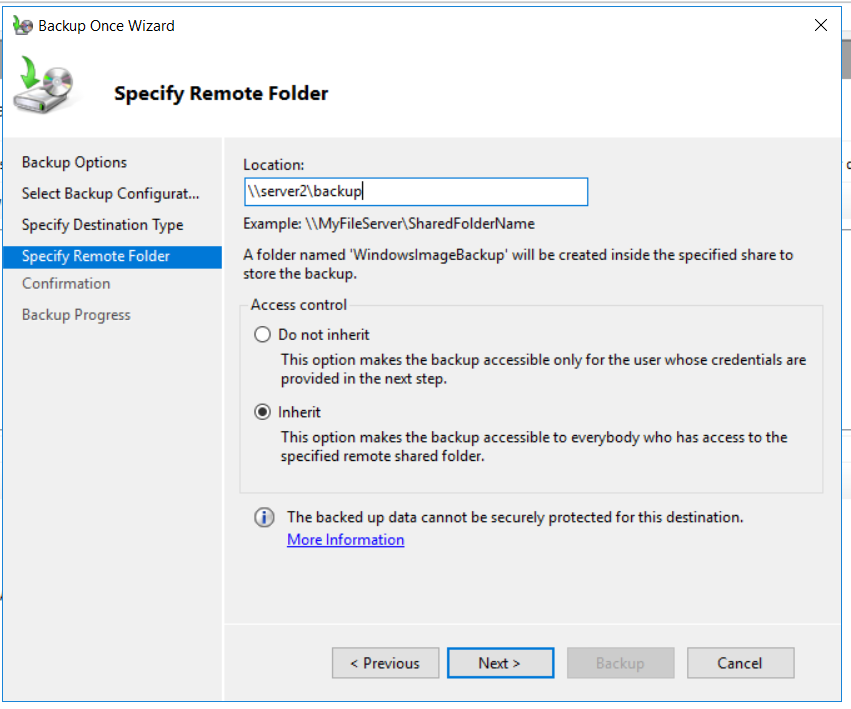 Backup Once Wizard
Specify Remote Folder
Backup Options
Select Backup Configurat...
Specify Destination Type
Specify Remote Folder
Confirmation
Backup Progress
Location:
\\server2\backup
Example: \\MyFileServer\SharedFolderName
A folder named 'WindowsImageBackup' will be created inside the specified share to
store the backup.
Access control
Do not inherit
This option makes the backup accessible only for the user whose credentials are
provided in the next step.
Inherit
This option makes the backup accessible to everybody who has access to the
specified remote shared folder.
The backed up data cannot be securely protected for this destination.
More Information
< Previous
Next >
Backup
Cancel